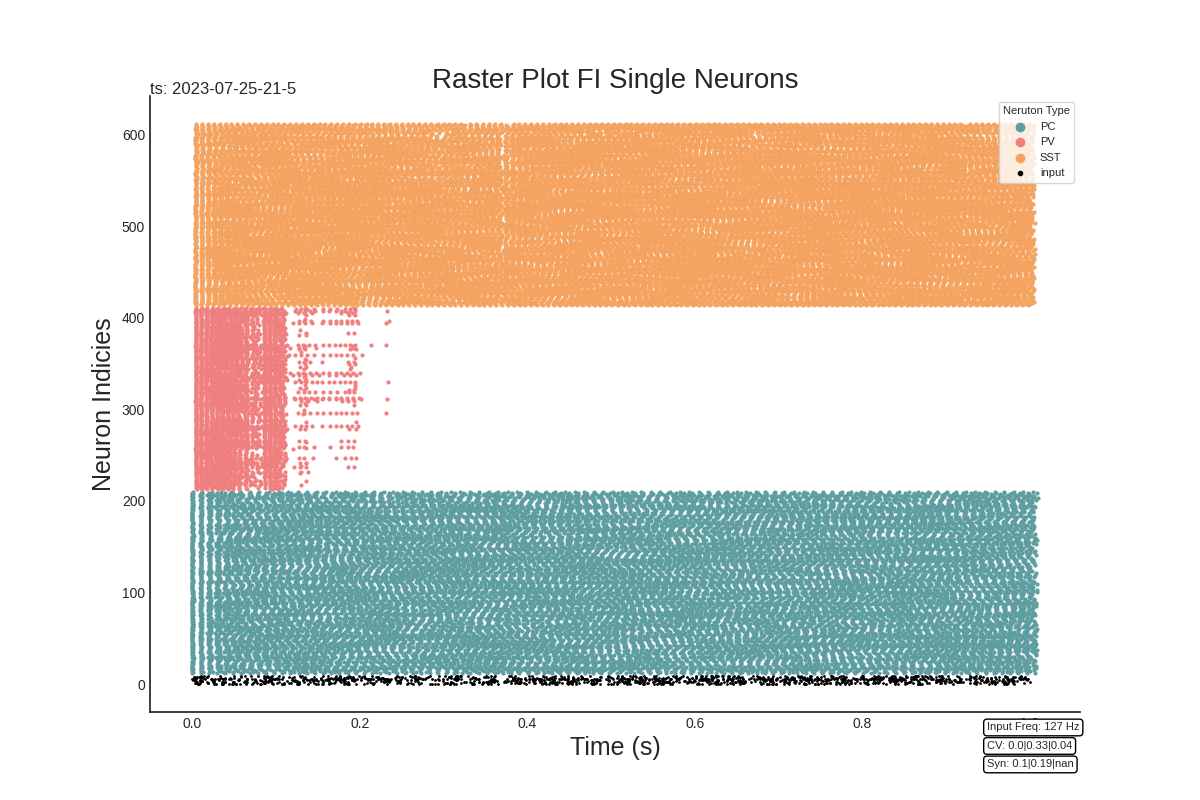 Raster Plot FI Single Neurons
ts: 2023-07-25-21-5
Neruton Type
PC
PV
SST
input
600
500
400
300
200
100
0
Neuron Indicies
0.0 0.2 0.4 0.6 0.8
Time (s)
Input Freq: 127 Hz
CV: 0.0|0.33|0.04
Syn: 0.1|0.19|nan